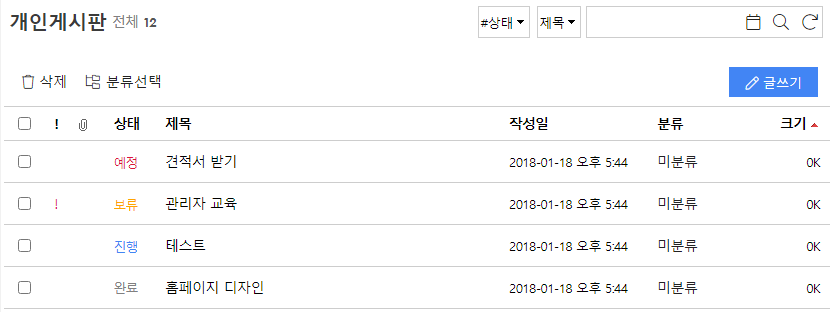 개인게시판 전체 12 #상태 제목
삭제 분류선택 글쓰기
! 상태 제목 작성일 분류 크기
예정 견적서 받기 2018-01-18 오후 5:44 미분류 0K
! 보류 관리자 교육 2018-01-18 오후 5:44 미분류 0K
진행 테스트 2018-01-18 오후 5:44 미분류 0K
완료 홈페이지 디자인 2018-01-18 오후 5:44 미분류 0K